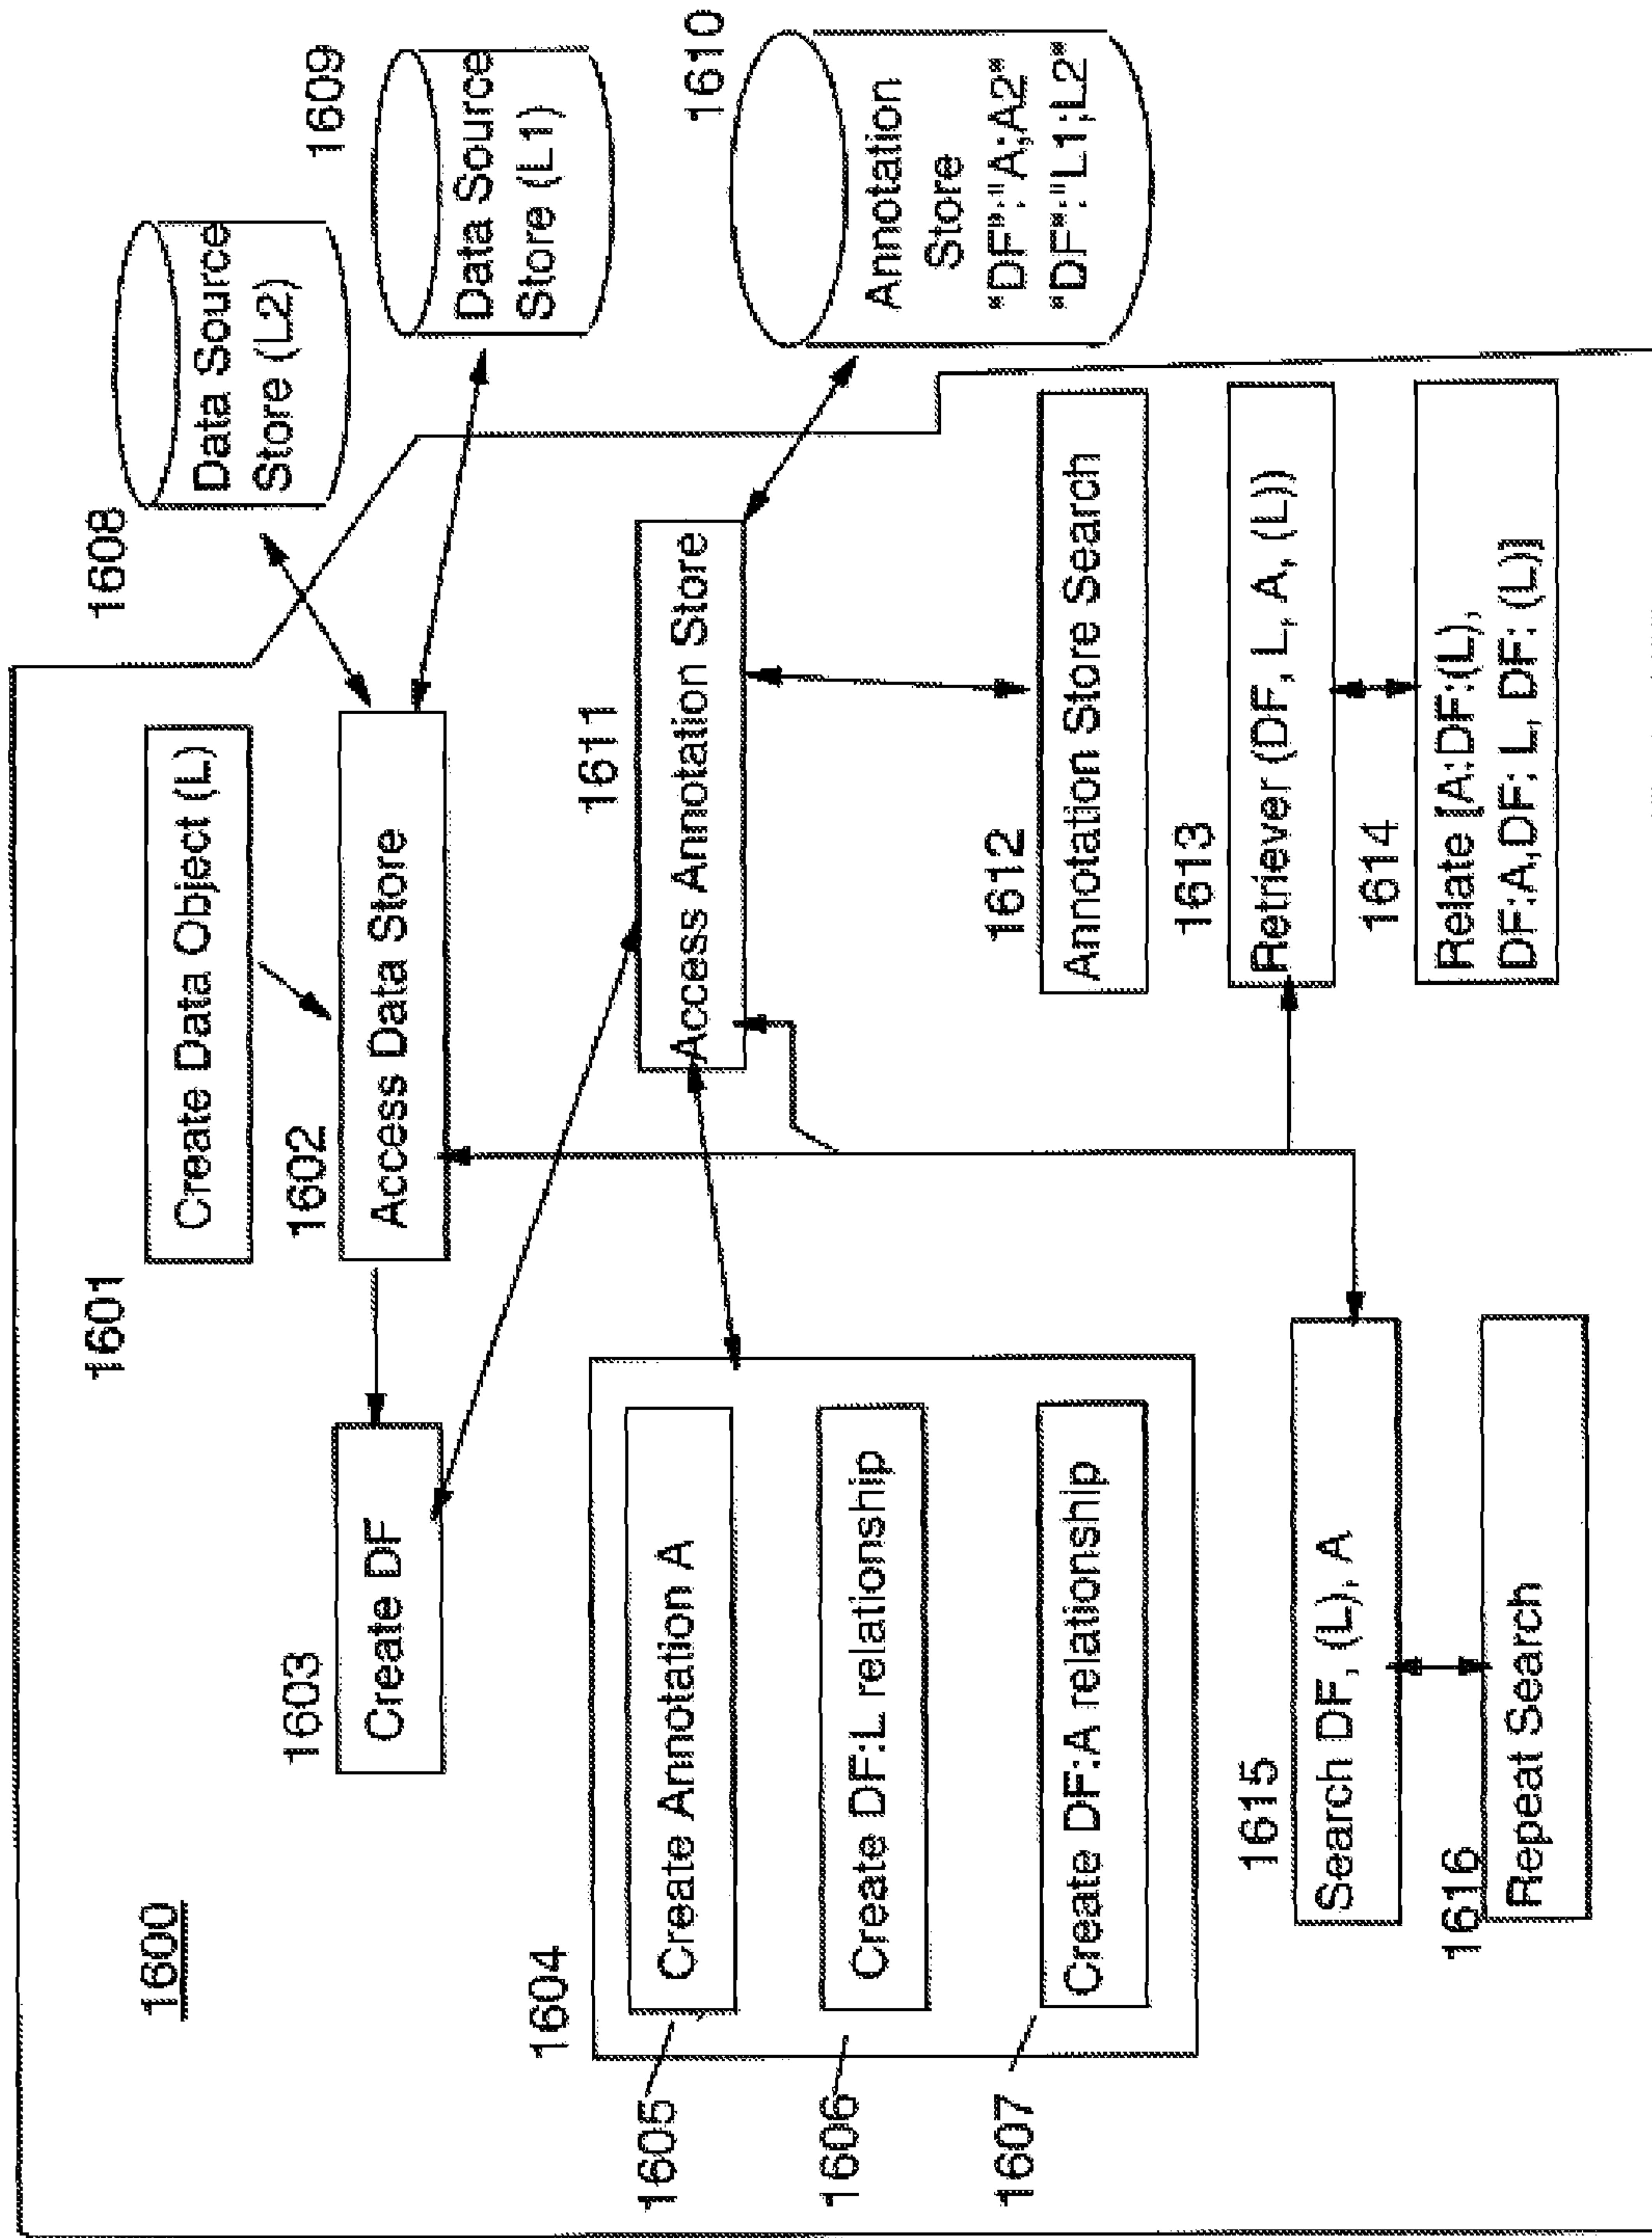 1600
1601
Create Data Object (L)
1602
Access Data Store
1603
Create DF
1608
Data Source
Store (L2)
1609
Data Source
Store (L1)
1610
Annotation
Store
"DF":"A;A2"
"DF":"L1;L2"
1611
Access Annotation Store
1604
1605
Create Annotation A
1606
Create DF:L relationship
1607
Create DF:A relationship
1612
Annotation Store Search
1613
Retriever (DF, L, A, (L))
1614
Relate [A:DF:(L),
DF:A,DF: L, DF: (L)]
1615
Search DF, (L), A
1616
Repeat Search